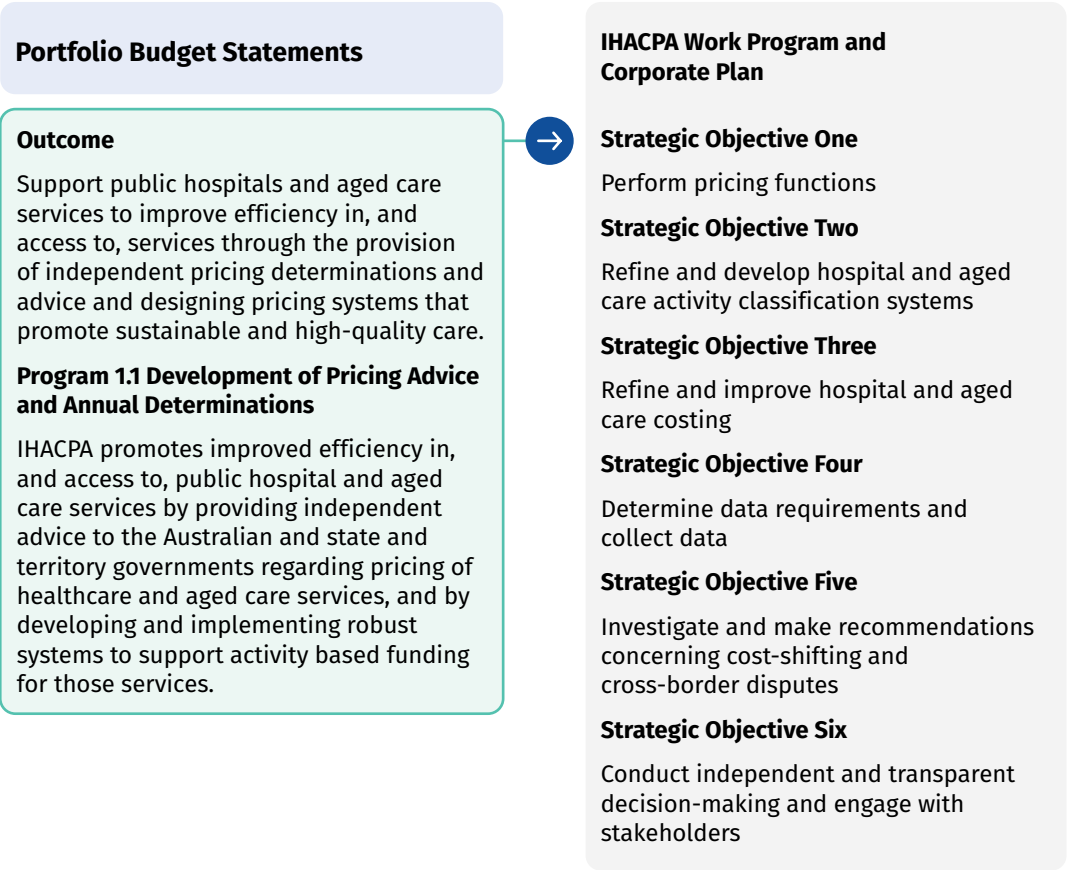 Portfolio Budget Statements
Outcome
Support public hospitals and aged care
services to improve efficiency in, and
access to, services through the provision
of independent pricing determinations and
advice and designing pricing systems that
promote sustainable and high-quality care.
Program 1.1 Development of Pricing Advice
and Annual Determinations
IHACPA promotes improved efficiency in,
and access to, public hospital and aged
care services by providing independent
advice to the Australian and state and
territory governments regarding pricing of
healthcare and aged care services, and by
developing and implementing robust
systems to support activity based funding
for those services.
IHACPA Work Program and
Corporate Plan
Strategic Objective One
Perform pricing functions
Strategic Objective Two
Refine and develop hospital and aged
care activity classification systems
Strategic Objective Three
Refine and improve hospital and aged
care costing
Strategic Objective Four
Determine data requirements and
collect data
Strategic Objective Five
Investigate and make recommendations
concerning cost-shifting and
cross-border disputes
Strategic Objective Six
Conduct independent and transparent
decision-making and engage with
stakeholders